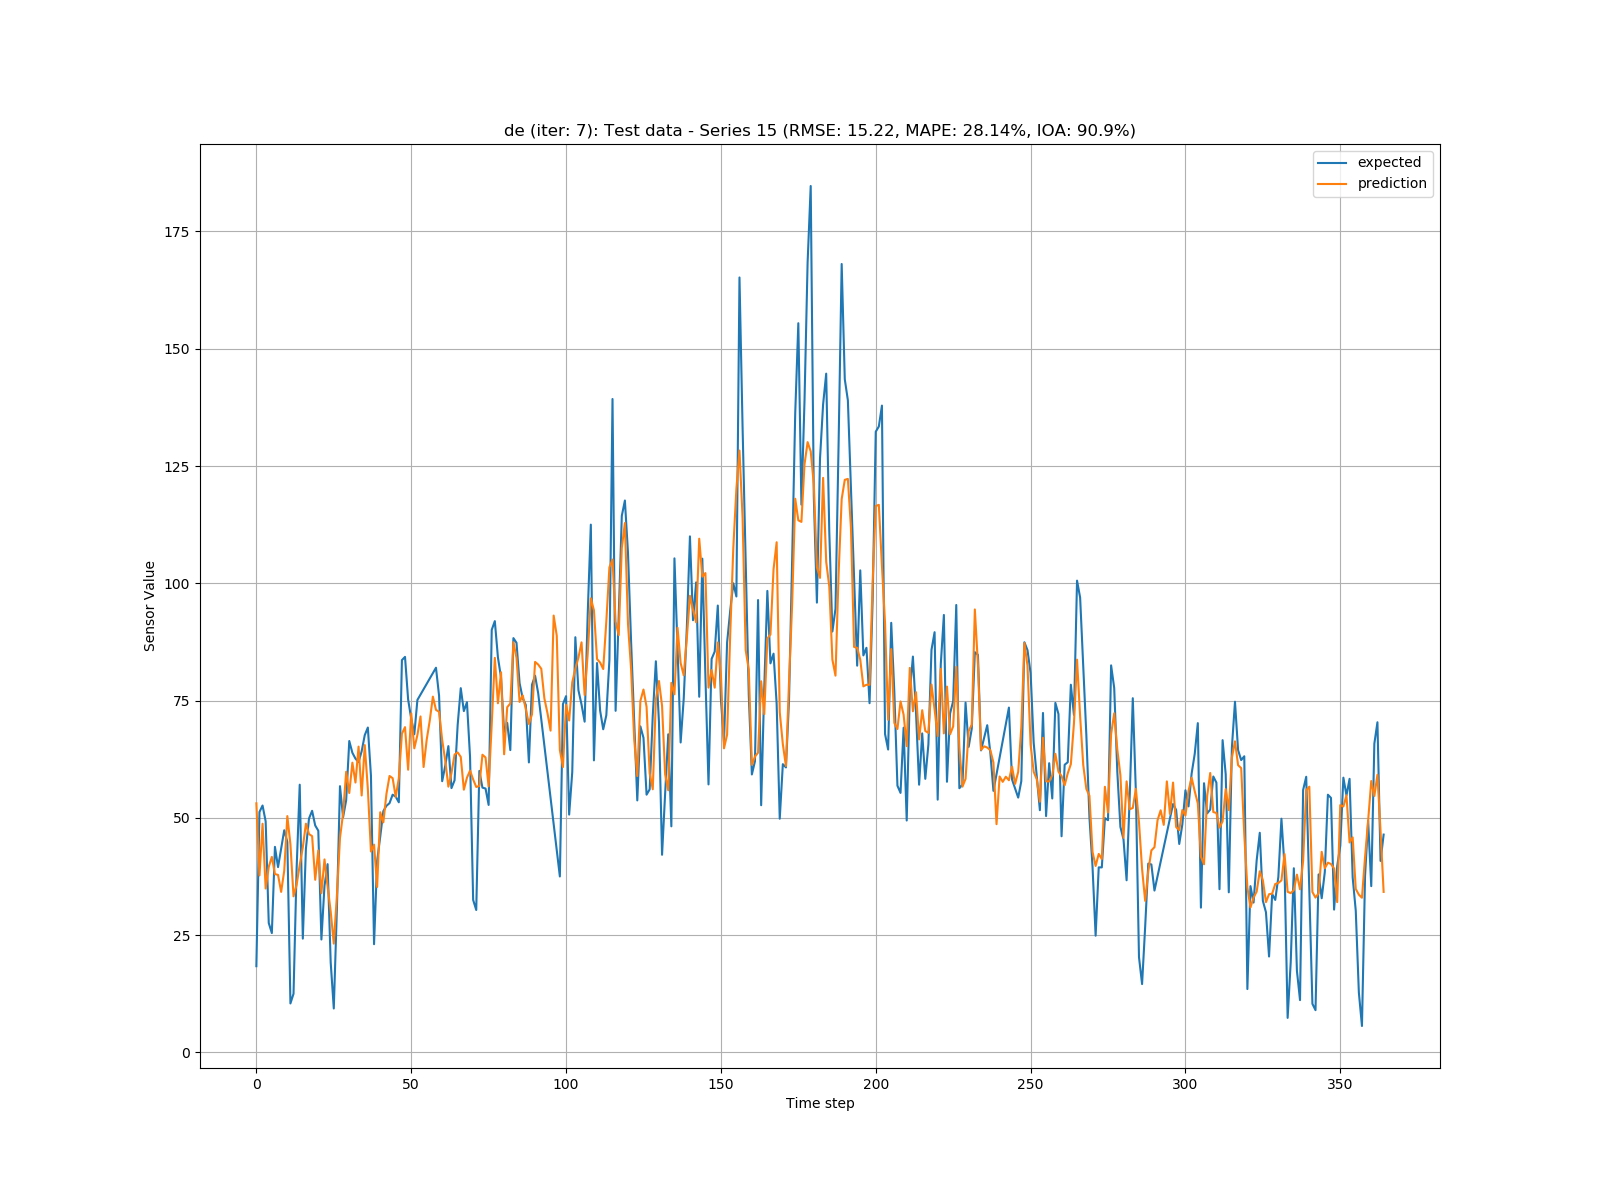 de (iter: 7): Test data - Series 15 (RMSE: 15.22, MAPE: 28.14%, IOA: 90.9%)
expected
prediction
175
150
125
100
75
50
25
0
Sensor Value
0 50 100 150 200 250 300 350
Time step